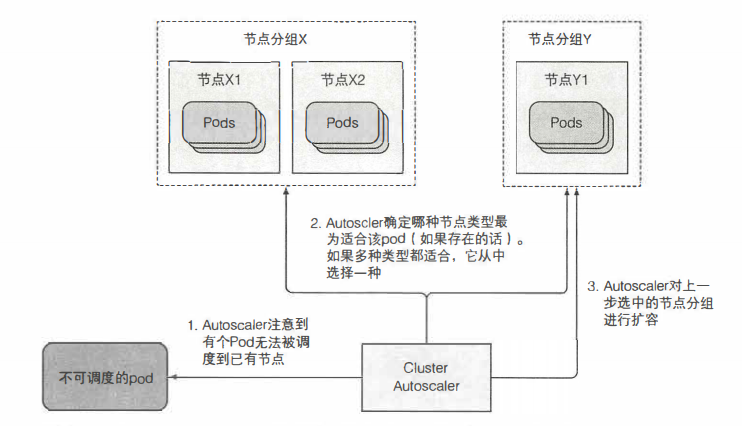 节点分组X
节点分组Y
节点X1
节点X2
节点Y1
Pods
Pods
Pods
2. Autoscler确定哪种节点类型最
为适合该pod（如果存在的话）。
如果多种类型都适合，它从中
选择一种
3. Autoscaler对上一
步选中的节点分组
进行扩容
1. Autoscaler注意到
有个Pod无法被调
度到已有节点
不可调度的pod
Cluster
Autoscaler